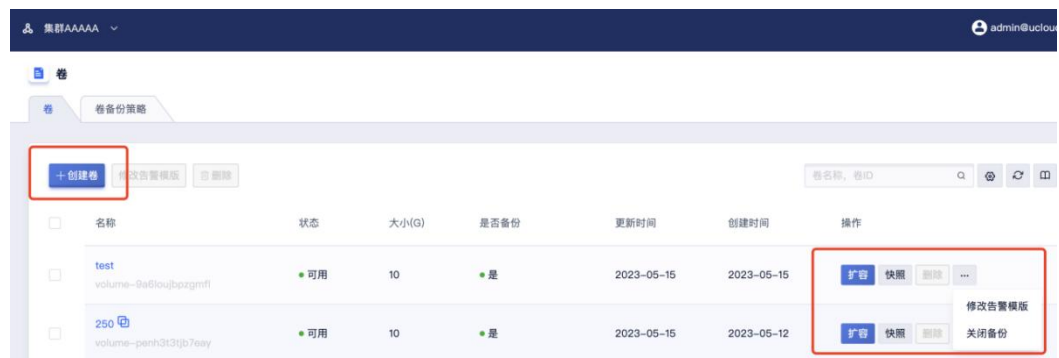 集群AAAAA
admin@ucloud
卷
卷 卷备份策略
+创建卷 修改告警模版 删除 卷名称，卷ID
名称 状态 大小(G) 是否备份 更新时间 创建时间 操作
test 可用 10 是 2023-05-15 2023-05-15 扩容 快照 删除 ...
volume-9a6loujbpzgmfl
修改告警模版
250 可用 10 是 2023-05-15 2023-05-12 扩容 快照 删除 关闭备份
volume-penh3t3tjb7eay